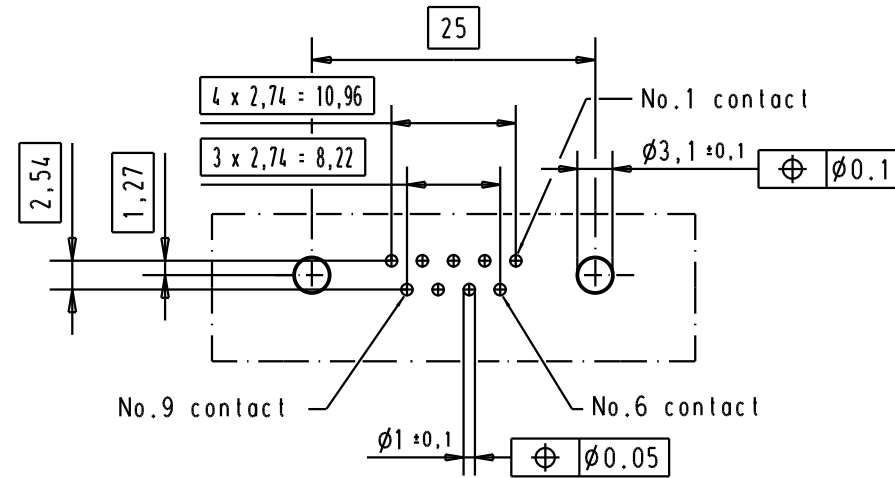 25
4 x 2,74 = 10,96
No.1 contact
3 x 2,74 = 8,22
Ø3,1 ±0,1
⌖ Ø0.1
2,54
1,27
No.9 contact
No.6 contact
Ø1 ±0,1
⌖ Ø0.05